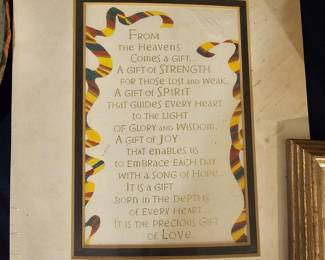 From
the Heavens
Comes a gift...
A gift of STRENGTH
for those lost and weak.
A gift of SPIRIT
that guides every heart
to the light
of Glory and Wisdom.
A gift of JOY
that enables us
to embrace each day
with a song of Hope...
It is a gift
born in the depths
of every heart...
It is the precious gift
of LOVE.